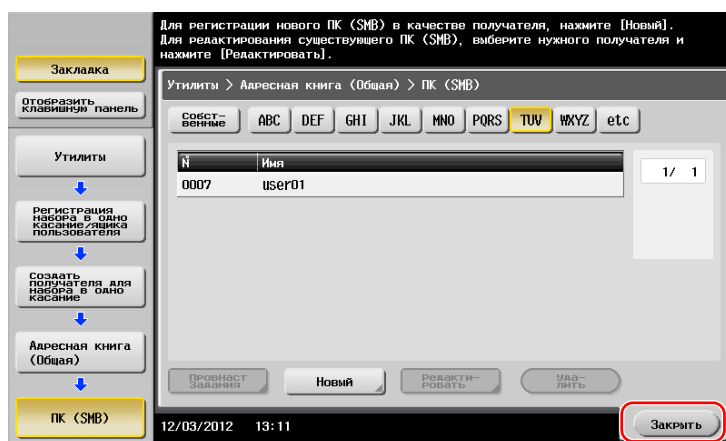 Для регистрации нового ПК (SMB) в качестве получателя, нажмите [Новый].
Для редактирования существующего ПК (SMB), выберите нужного получателя и
нажмите [Редактировать].
Закладка
Отобразить
клавишную панель
Утилиты
Регистрация
набора в одно
касание/ящика
пользователя
Создать
получателя для
набора в одно
касание
Адресная книга
(Общая)
ПК (SMB)
Утилиты > Адресная книга (Общая) > ПК (SMB)
Собст-
венные
ABC DEF GHI JKL MNO PQRS TUV WXYZ etc
N Имя
0007 user01
1/ 1
ПровНаст
Задания
Новый
Редакти-
ровать
Уда-
лить
12/03/2012 13:11
Закрыть